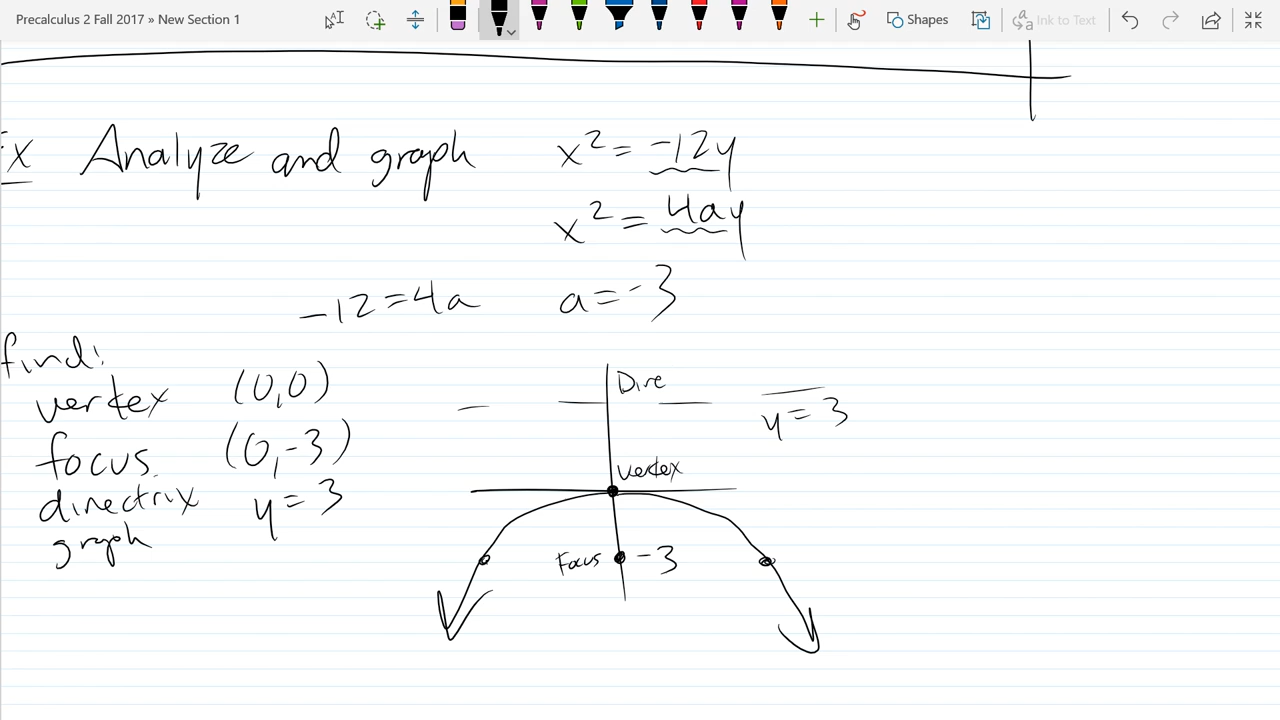 Precalculus 2 Fall 2017 » New Section 1
Shapes
Ink to Text
Ex Analyze and graph x² = -12y
x² = 4ay
-12 = 4a a = -3
find:
vertex (0,0)
focus (0,-3)
directrix y = 3
graph
Dire
y = 3
vertex
Focus -3